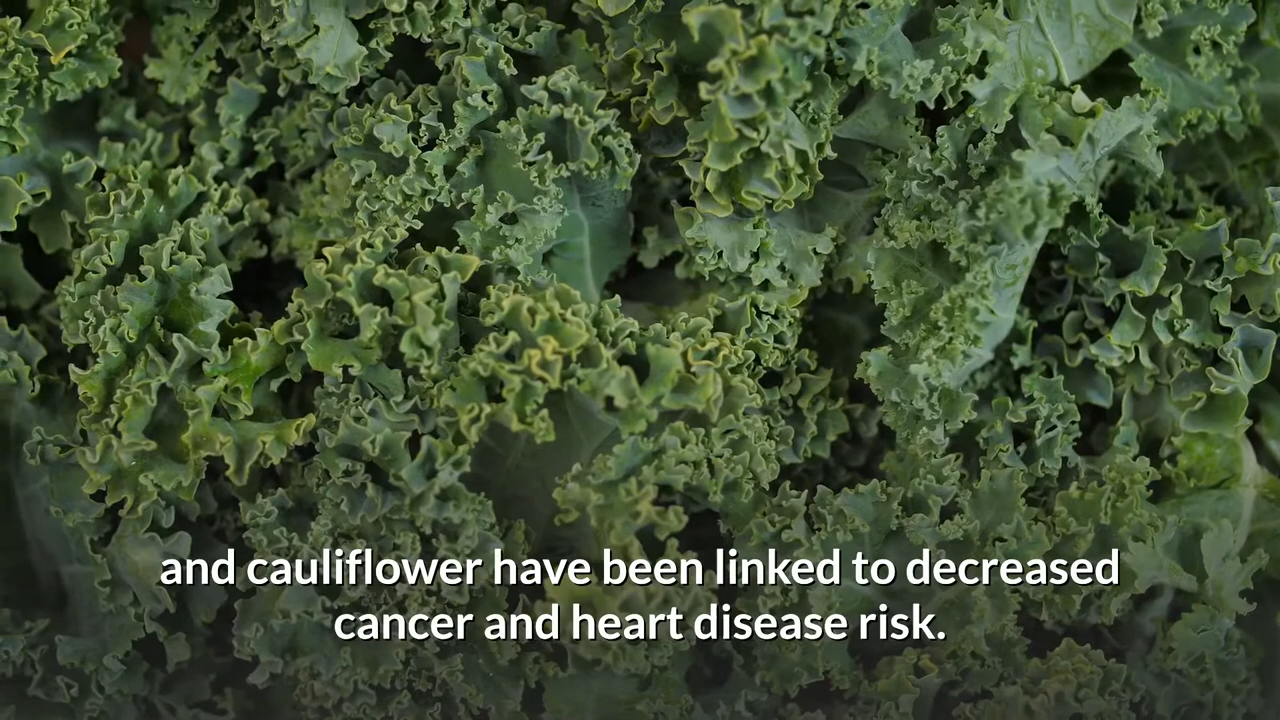 and cauliflower have been linked to decreased
cancer and heart disease risk.